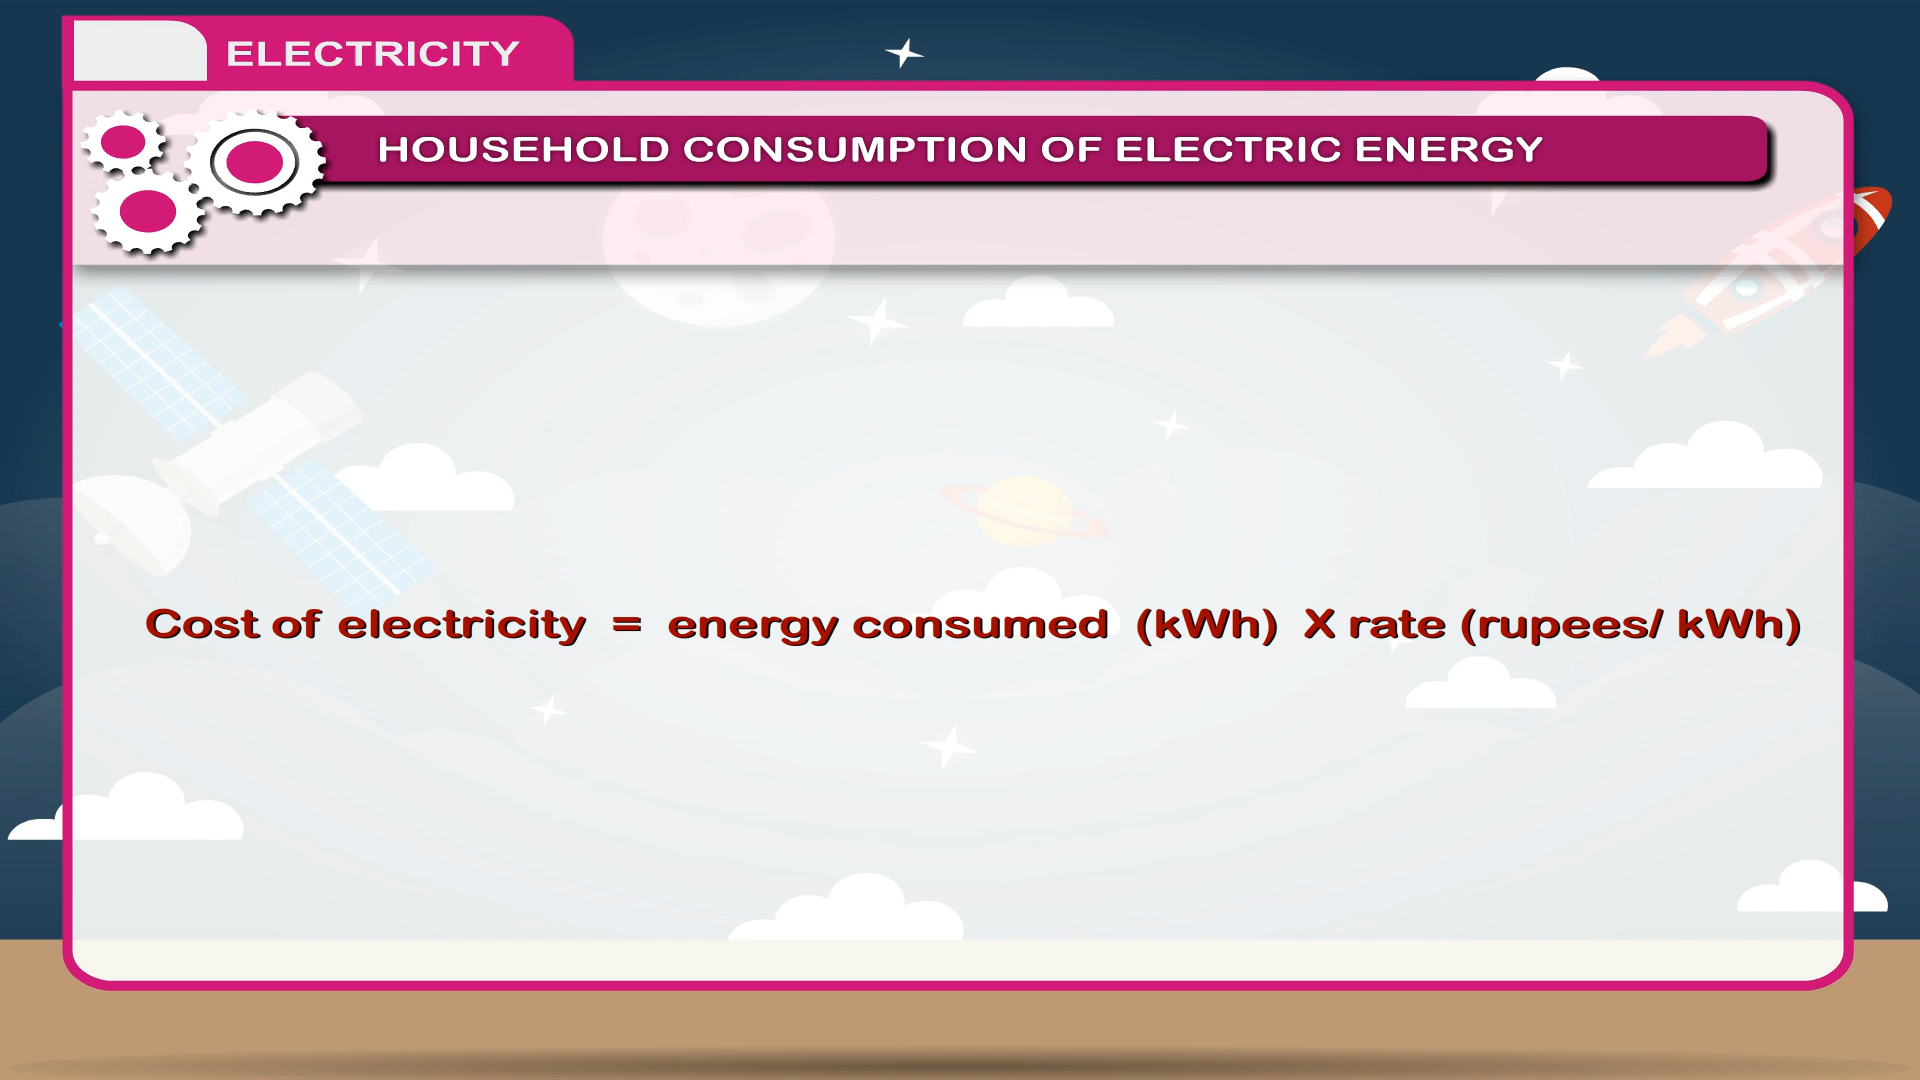 ELECTRICITY
HOUSEHOLD CONSUMPTION OF ELECTRIC ENERGY
Cost of electricity = energy consumed (kWh) X rate (rupees/ kWh)